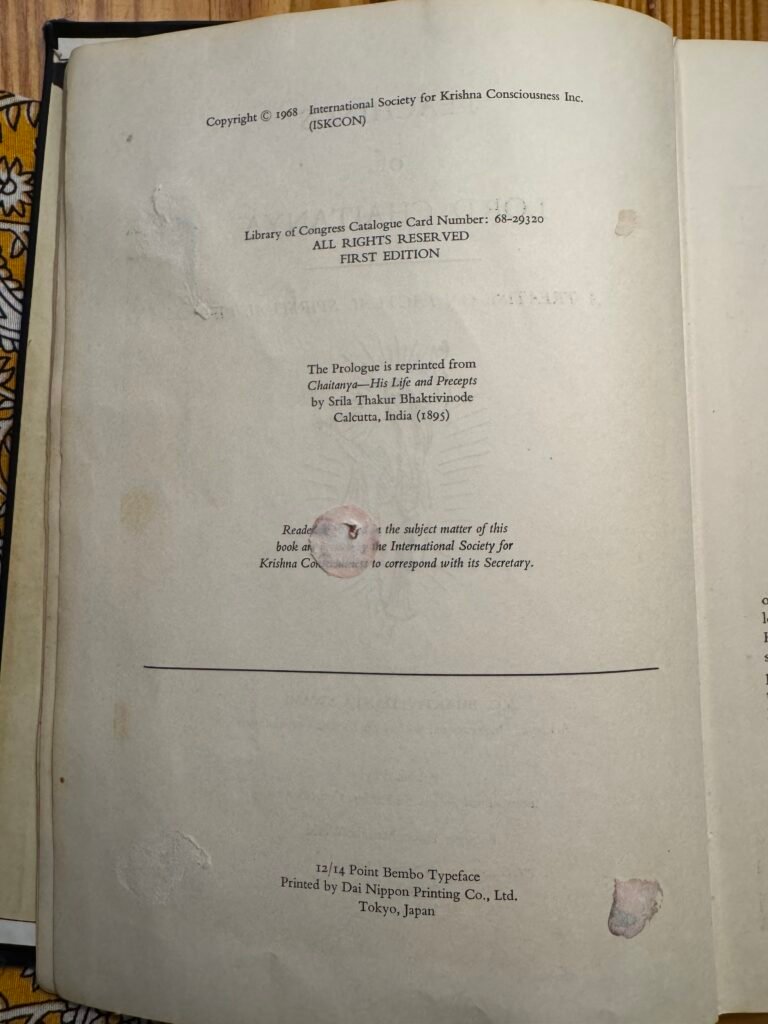 Copyright © 1968 International Society for Krishna Consciousness Inc.
(ISKCON)
Library of Congress Catalogue Card Number: 68-29320
ALL RIGHTS RESERVED
FIRST EDITION
The Prologue is reprinted from
Chaitanya—His Life and Precepts
by Srila Thakur Bhaktivinode
Calcutta, India (1895)
the subject matter of this
book the International Society for
Krishna to correspond with its Secretary.
12/14 Point Bembo Typeface
Printed by Dai Nippon Printing Co., Ltd.
Tokyo, Japan